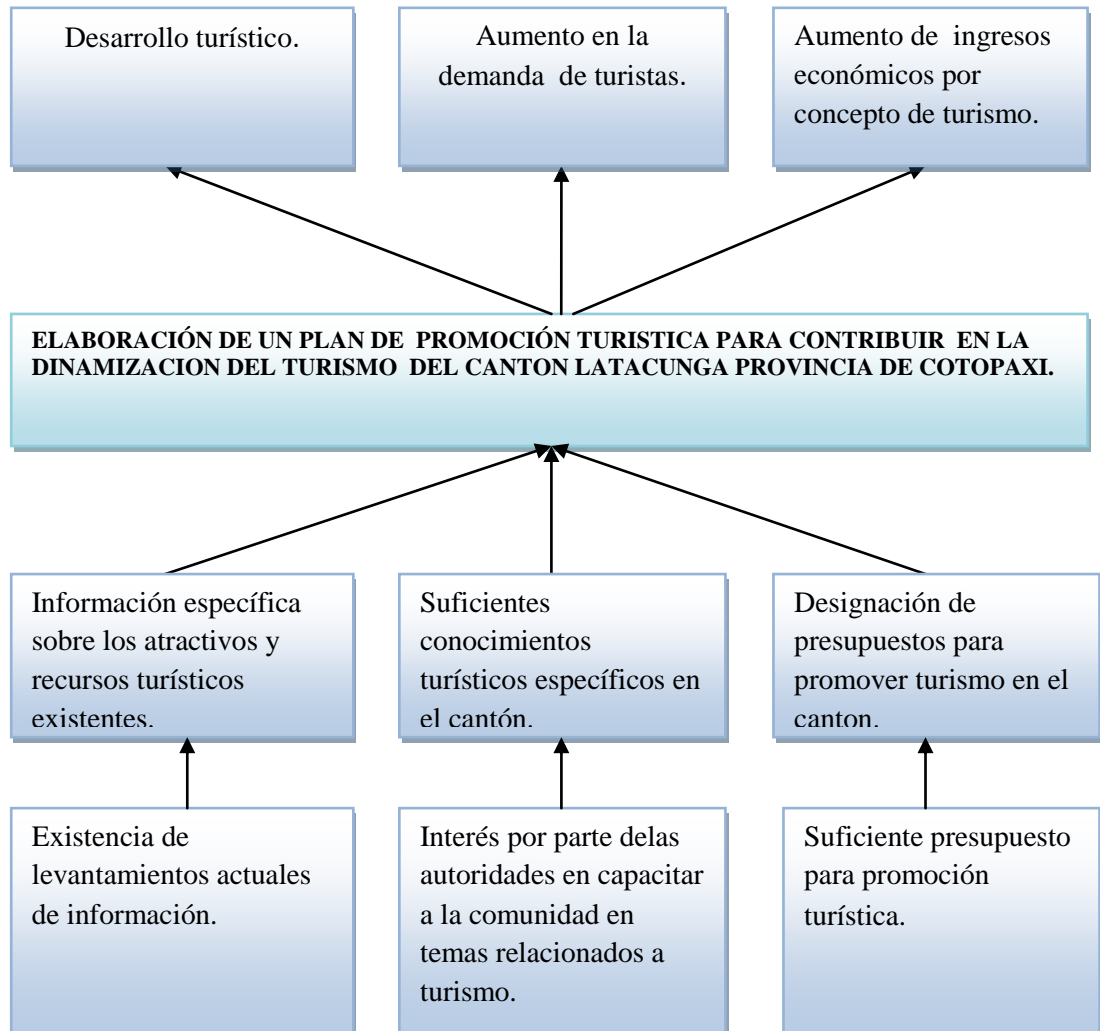 Desarrollo turístico.
Aumento en la
demanda de turistas.
Aumento de ingresos
económicos por
concepto de turismo.
ELABORACIÓN DE UN PLAN DE PROMOCIÓN TURISTICA PARA CONTRIBUIR EN LA
DINAMIZACION DEL TURISMO DEL CANTON LATACUNGA PROVINCIA DE COTOPAXI.
Información específica
sobre los atractivos y
recursos turísticos
existentes.
Suficientes
conocimientos
turísticos específicos en
el cantón.
Designación de
presupuestos para
promover turismo en el
canton.
Existencia de
levantamientos actuales
de información.
Interés por parte delas
autoridades en capacitar
a la comunidad en
temas relacionados a
turismo.
Suficiente presupuesto
para promoción
turística.